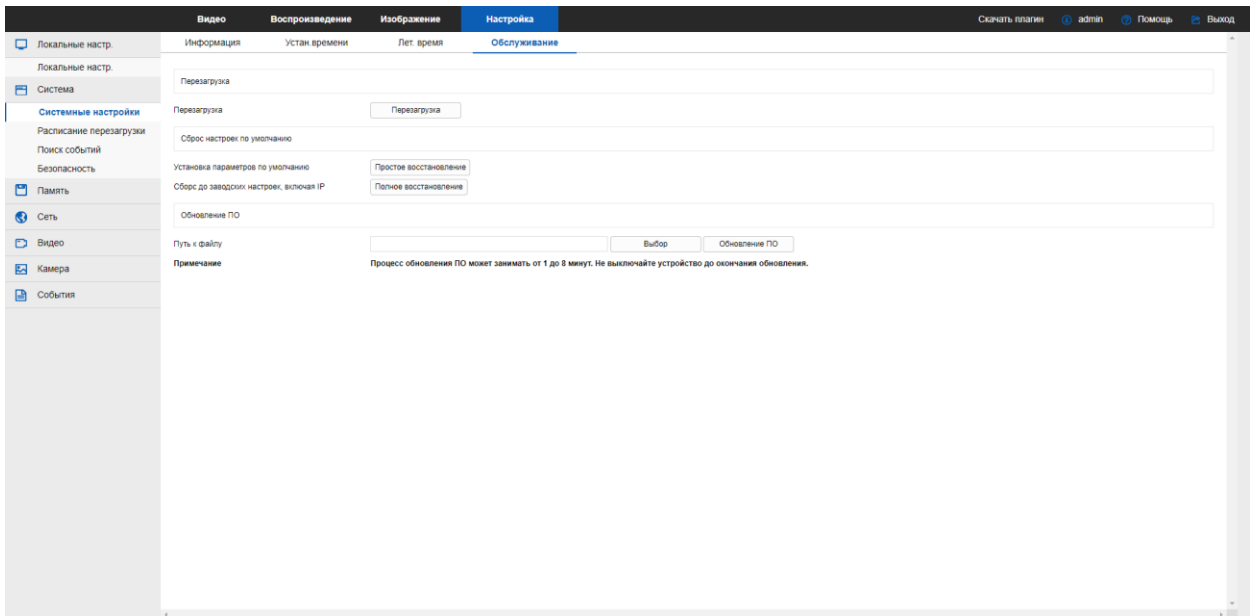 Видео Воспроизведение Изображение Настройка Скачать плагин admin Помощь Выход
Локальные настр. Информация Устан.времени Лет. время Обслуживание
Локальные настр.
Перезагрузка
Система
Системные настройки Перезагрузка Перезагрузка
Расписание перезагрузки
Сброс настроек по умолчанию
Поиск событий
Безопасность Установка параметров по умолчанию Простое восстановление
Память Сборс до заводских настроек, включая IP Полное восстановление
Сеть Обновление ПО
Видео Путь к файлу Выбор Обновление ПО
Примечание Процесс обновления ПО может занимать от 1 до 8 минут. Не выключайте устройство до окончания обновления.
Камера
События